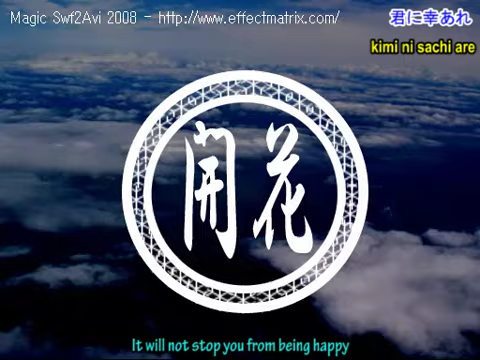 Magic Swf2Avi 2008 - http://www.effectmatrix.com/
君に幸あれ
kimi ni sachi are
開花
It will not stop you from being happy